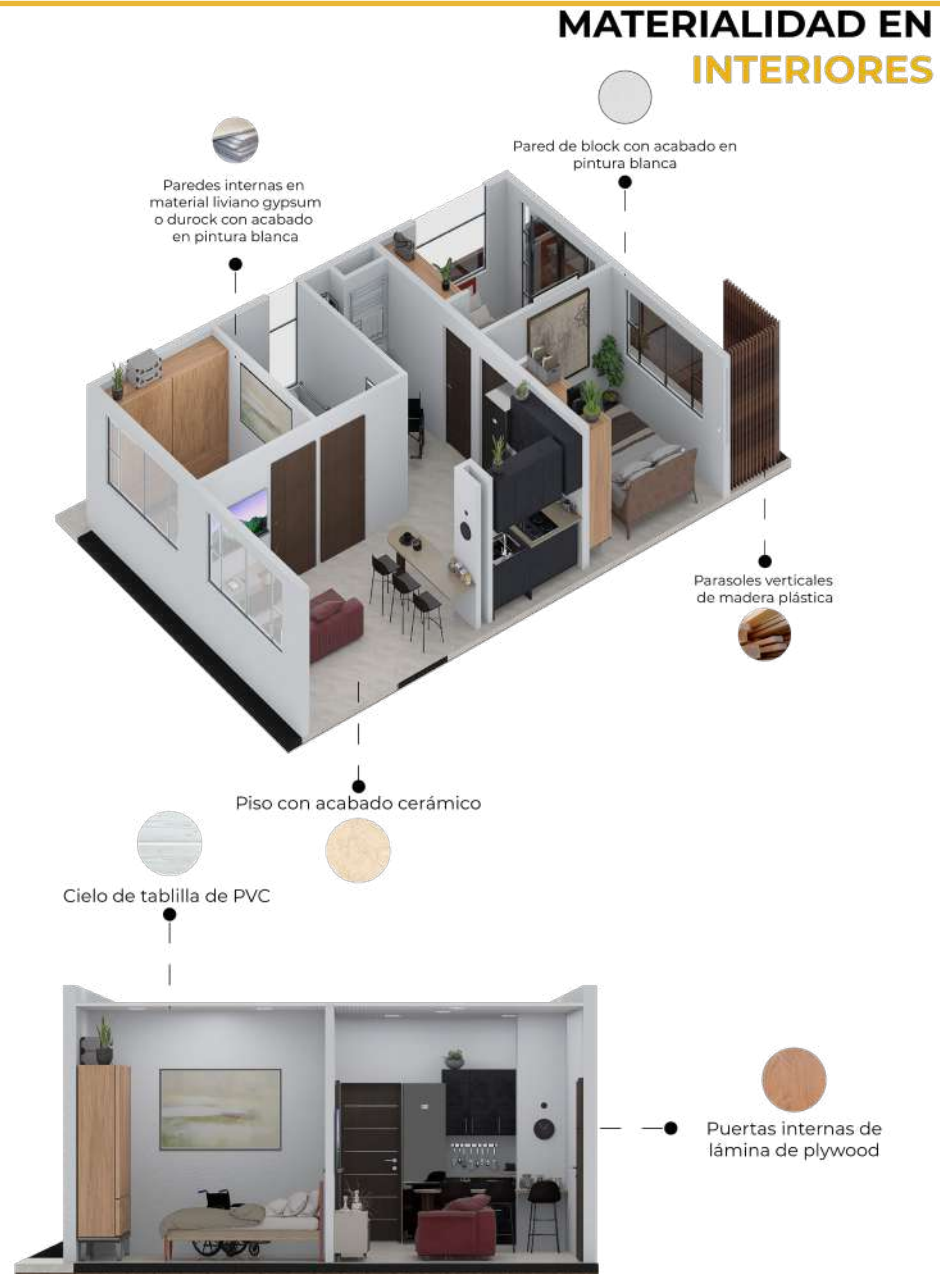 MATERIALIDAD EN
INTERIORES
Pared de block con acabado en
pintura blanca
Paredes internas en
material liviano gypsum
o durock con acabado
en pintura blanca
Parasoles verticales
de madera plástica
Piso con acabado cerámico
Cielo de tablilla de PVC
Puertas internas de
lámina de plywood